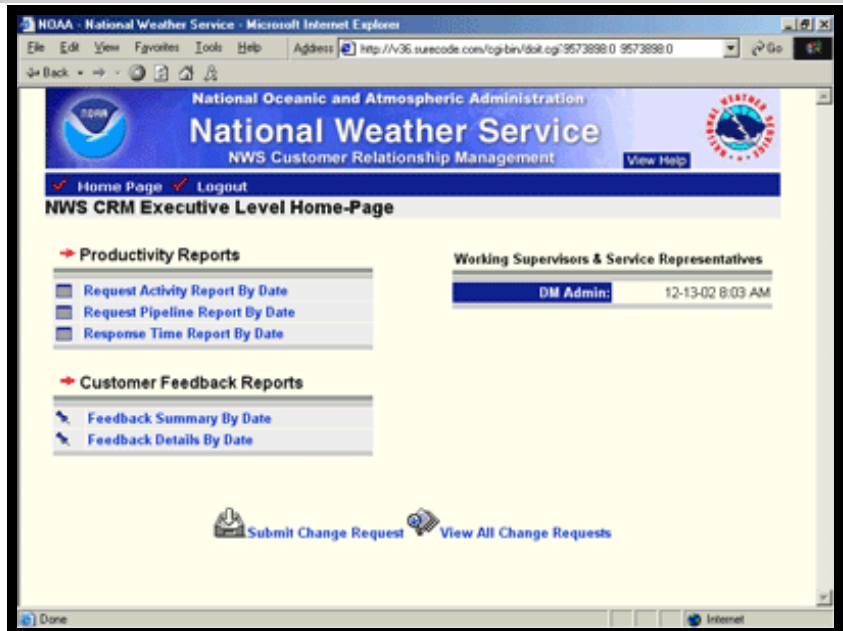 NOAA - National Weather Service - Microsoft Internet Explorer
File Edit View Favorites Tools Help Address http://v36.surecode.com/cgi-bin/doit.cgi?9573898:0 9573898:0 Go
Back
National Oceanic and Atmospheric Administration
NOAA
National Weather Service
NWS Customer Relationship Management
View Help
Home Page Logout
NWS CRM Executive Level Home-Page
Productivity Reports
Working Supervisors & Service Representatives
Request Activity Report By Date
DM Admin: 12-13-02 8:03 AM
Request Pipeline Report By Date
Response Time Report By Date
Customer Feedback Reports
Feedback Summary By Date
Feedback Details By Date
Submit Change Request View All Change Requests
Done Internet